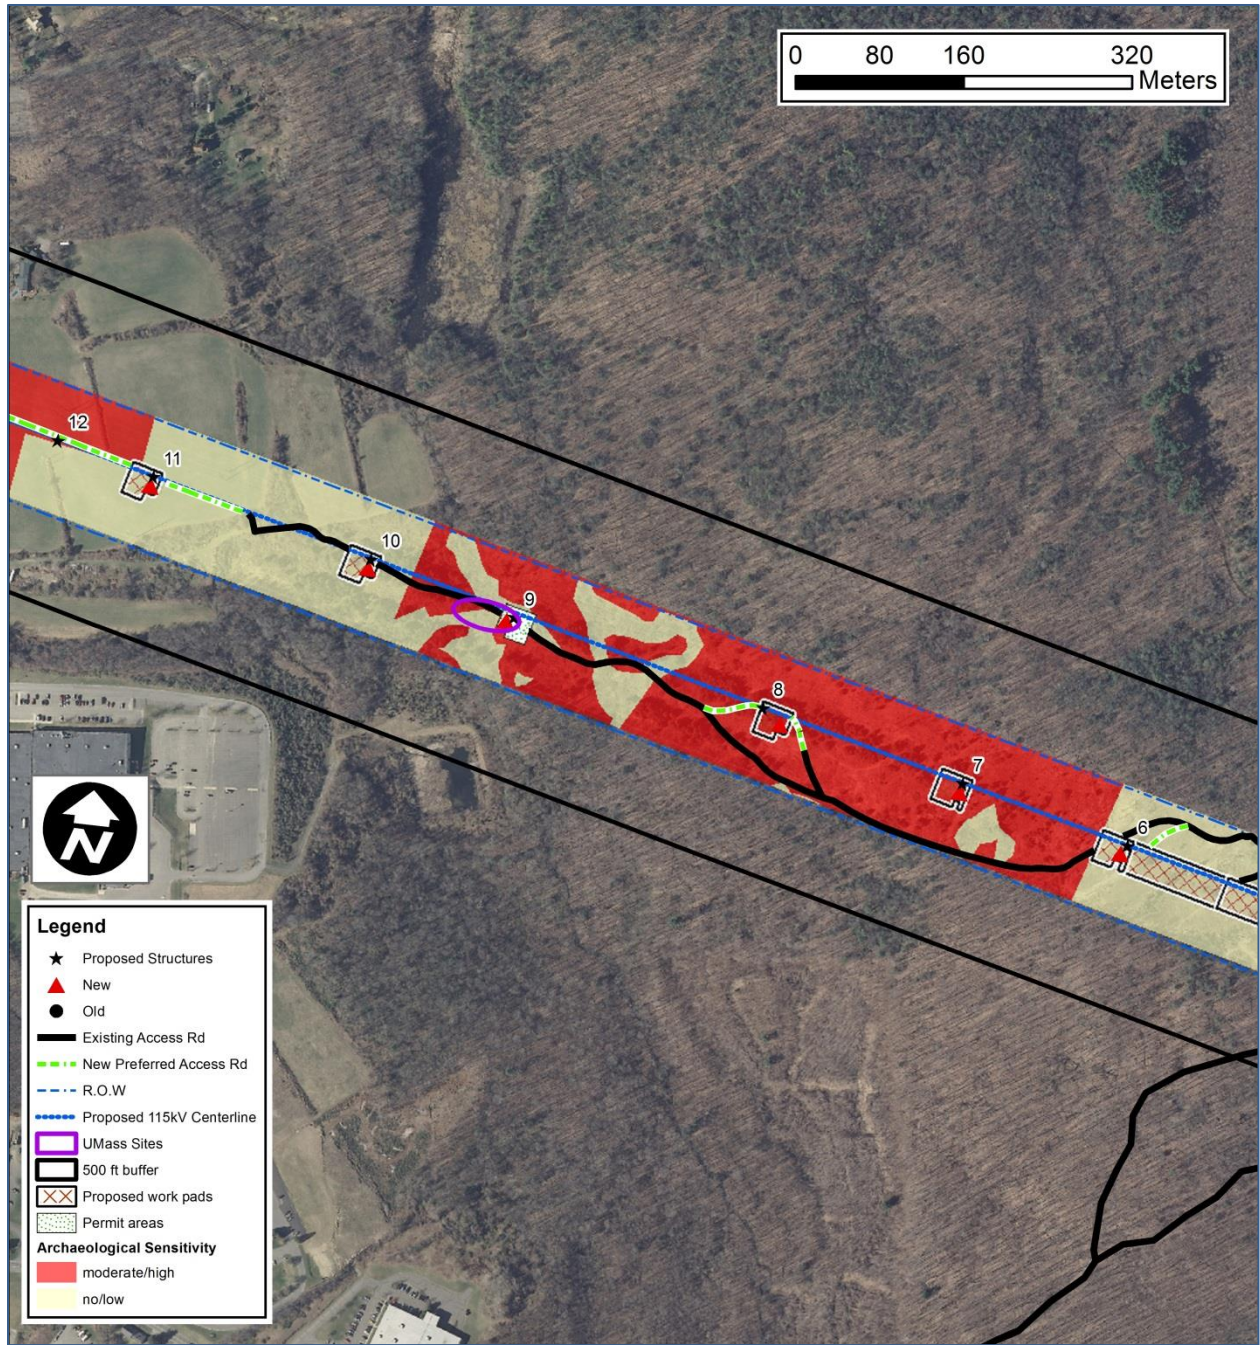 0 80 160 320
Meters
12
11
10
9
8
7
6
N
Legend
Proposed Structures
New
Old
Existing Access Rd
New Preferred Access Rd
R.O.W
Proposed 115kV Centerline
UMass Sites
500 ft buffer
Proposed work pads
Permit areas
Archaeological Sensitivity
moderate/high
no/low